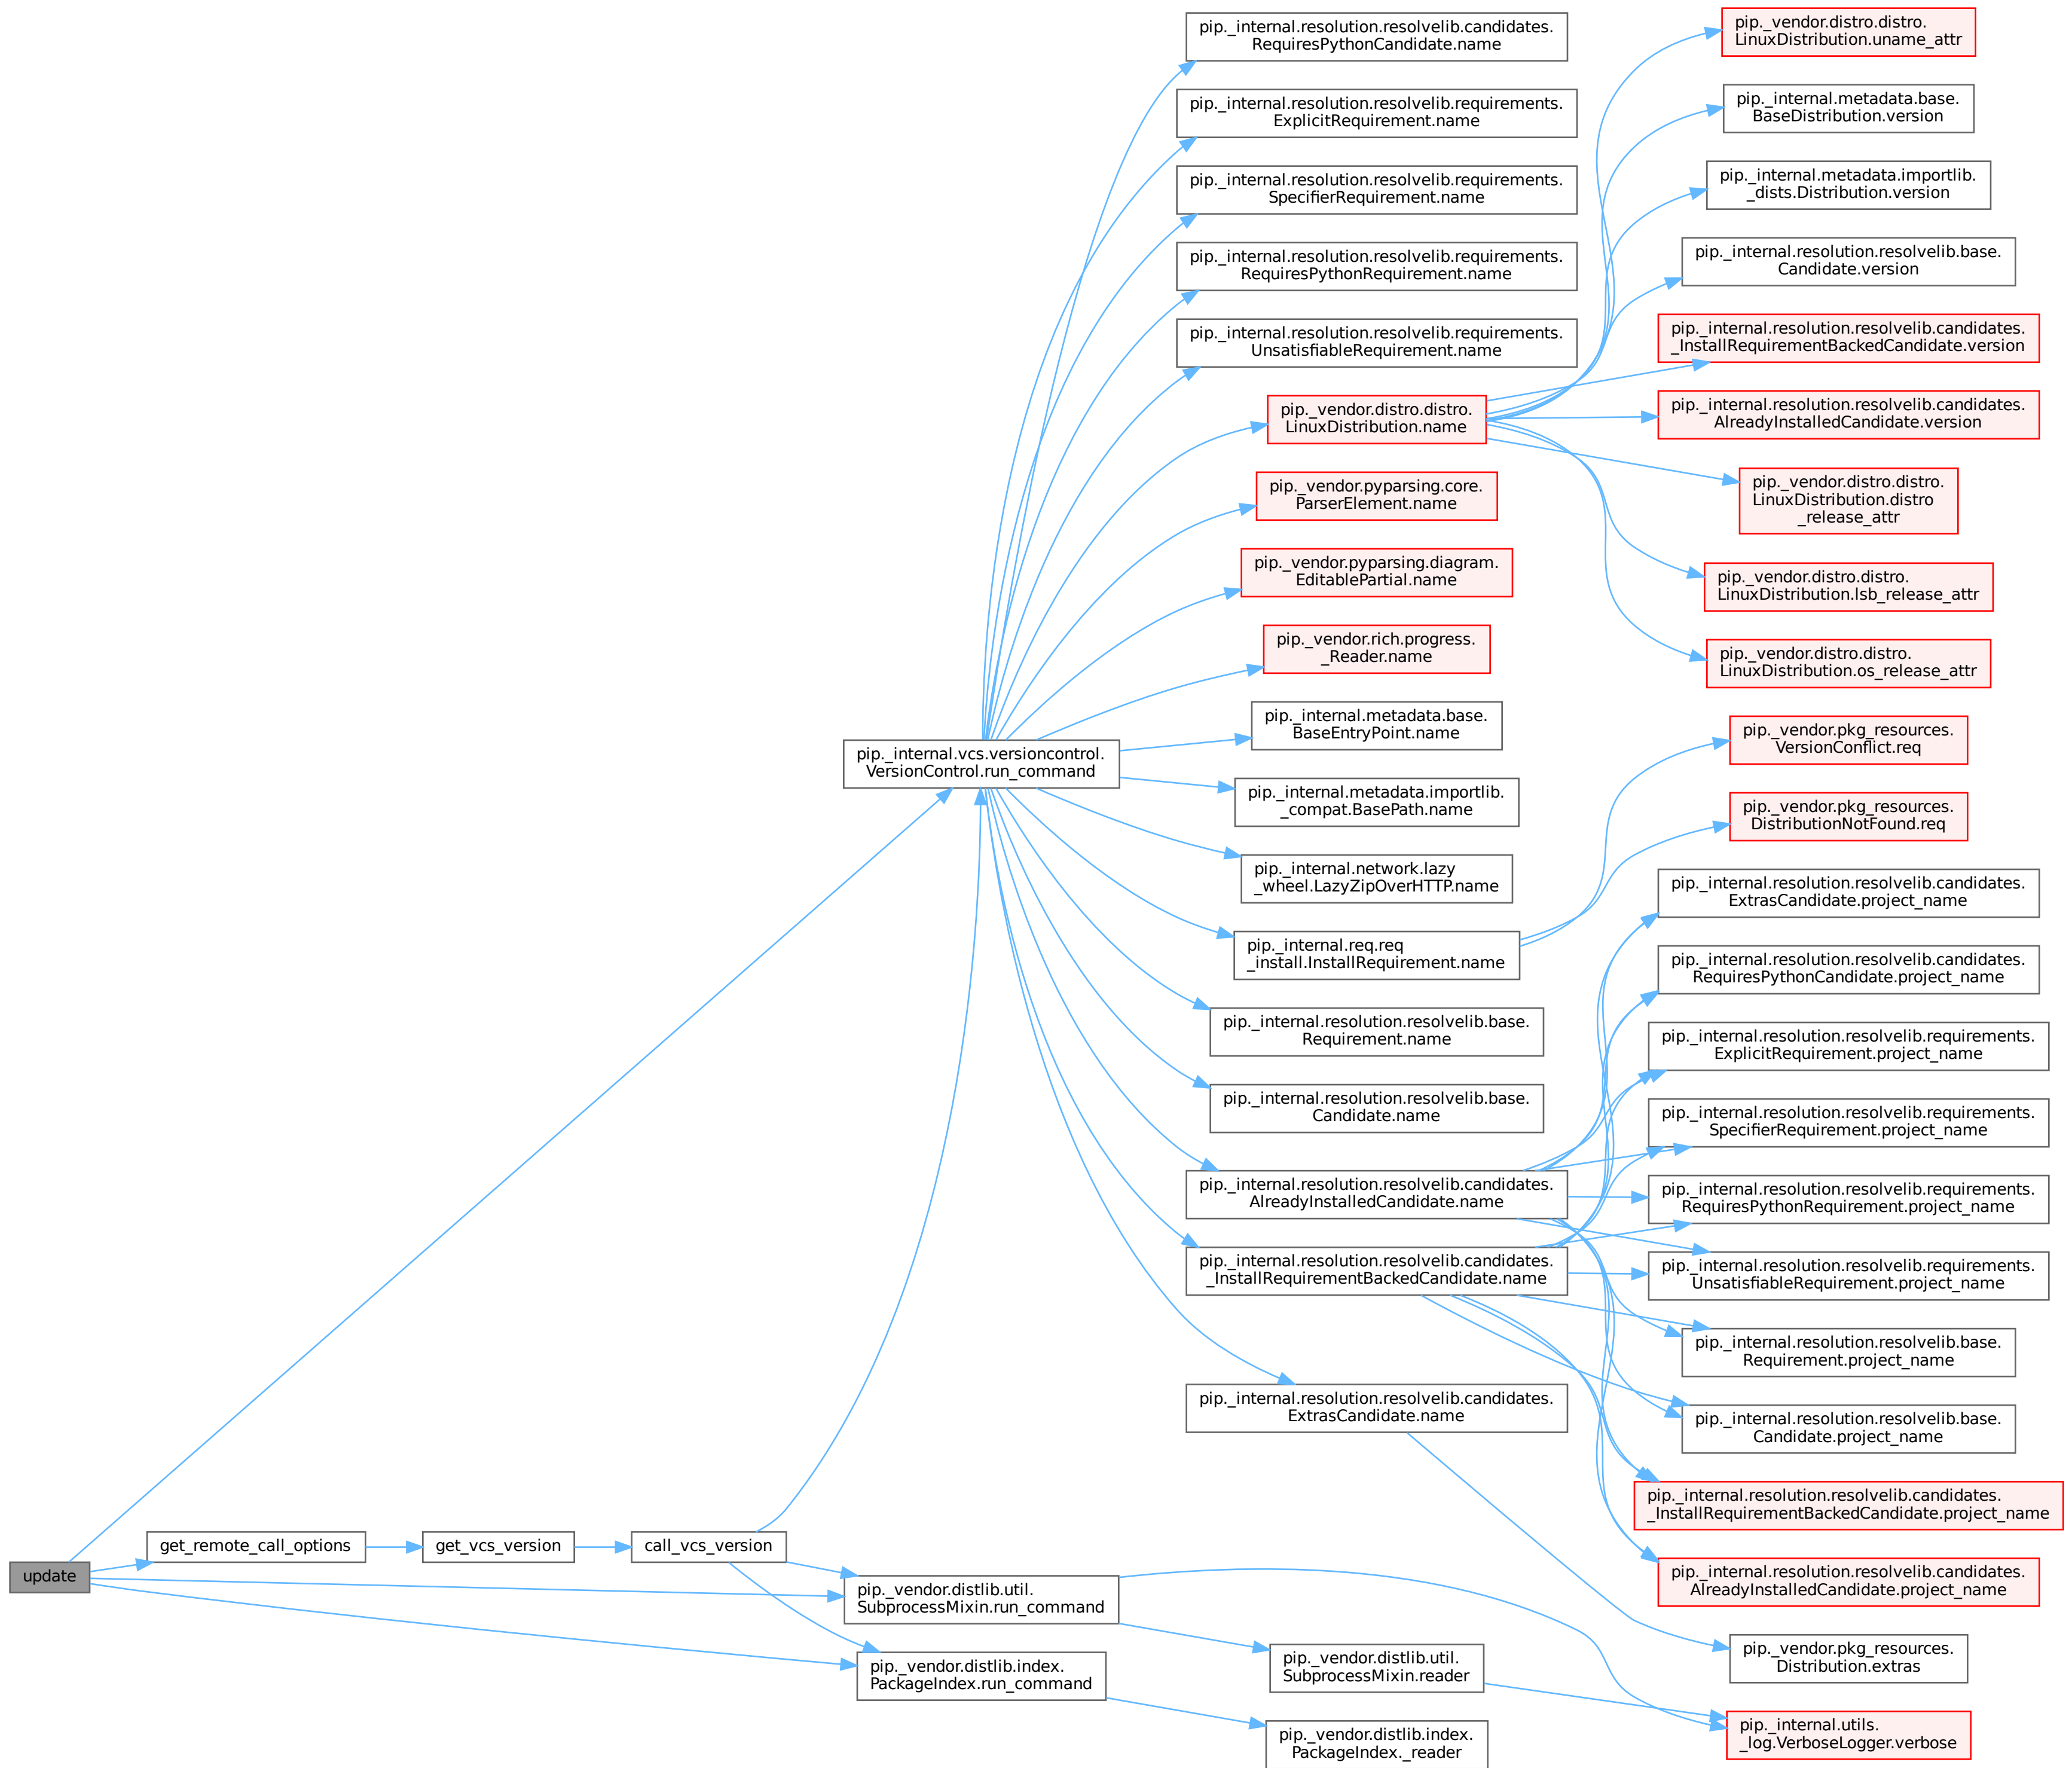 update
get_remote_call_options
get_vcs_version
call_vcs_version
pip._internal.vcs.versioncontrol.
VersionControl.run_command
pip._vendor.distlib.util.
SubprocessMixin.run_command
pip._vendor.distlib.index.
PackageIndex.run_command
pip._internal.resolution.resolvelib.candidates.
RequiresPythonCandidate.name
pip._internal.resolution.resolvelib.requirements.
ExplicitRequirement.name
pip._internal.resolution.resolvelib.requirements.
SpecifierRequirement.name
pip._internal.resolution.resolvelib.requirements.
RequiresPythonRequirement.name
pip._internal.resolution.resolvelib.requirements.
UnsatisfiableRequirement.name
pip._vendor.distro.distro.
LinuxDistribution.name
pip._vendor.pyparsing.core.
ParserElement.name
pip._vendor.pyparsing.diagram.
EditablePartial.name
pip._vendor.rich.progress.
_Reader.name
pip._internal.metadata.base.
BaseEntryPoint.name
pip._internal.metadata.importlib.
_compat.BasePath.name
pip._internal.network.lazy
_wheel.LazyZipOverHTTP.name
pip._internal.req.req
_install.InstallRequirement.name
pip._internal.resolution.resolvelib.base.
Requirement.name
pip._internal.resolution.resolvelib.base.
Candidate.name
pip._internal.resolution.resolvelib.candidates.
AlreadyInstalledCandidate.name
pip._internal.resolution.resolvelib.candidates.
_InstallRequirementBackedCandidate.name
pip._internal.resolution.resolvelib.candidates.
ExtrasCandidate.name
pip._vendor.distlib.util.
SubprocessMixin.reader
pip._vendor.distlib.index.
PackageIndex._reader
pip._vendor.distro.distro.
LinuxDistribution.uname_attr
pip._internal.metadata.base.
BaseDistribution.version
pip._internal.metadata.importlib.
_dists.Distribution.version
pip._internal.resolution.resolvelib.base.
Candidate.version
pip._internal.resolution.resolvelib.candidates.
_InstallRequirementBackedCandidate.version
pip._internal.resolution.resolvelib.candidates.
AlreadyInstalledCandidate.version
pip._vendor.distro.distro.
LinuxDistribution.distro
_release_attr
pip._vendor.distro.distro.
LinuxDistribution.lsb_release_attr
pip._vendor.distro.distro.
LinuxDistribution.os_release_attr
pip._vendor.pkg_resources.
VersionConflict.req
pip._vendor.pkg_resources.
DistributionNotFound.req
pip._internal.resolution.resolvelib.candidates.
ExtrasCandidate.project_name
pip._internal.resolution.resolvelib.candidates.
RequiresPythonCandidate.project_name
pip._internal.resolution.resolvelib.requirements.
ExplicitRequirement.project_name
pip._internal.resolution.resolvelib.requirements.
SpecifierRequirement.project_name
pip._internal.resolution.resolvelib.requirements.
RequiresPythonRequirement.project_name
pip._internal.resolution.resolvelib.requirements.
UnsatisfiableRequirement.project_name
pip._internal.resolution.resolvelib.base.
Requirement.project_name
pip._internal.resolution.resolvelib.base.
Candidate.project_name
pip._internal.resolution.resolvelib.candidates.
_InstallRequirementBackedCandidate.project_name
pip._internal.resolution.resolvelib.candidates.
AlreadyInstalledCandidate.project_name
pip._vendor.pkg_resources.
Distribution.extras
pip._internal.utils.
_log.VerboseLogger.verbose